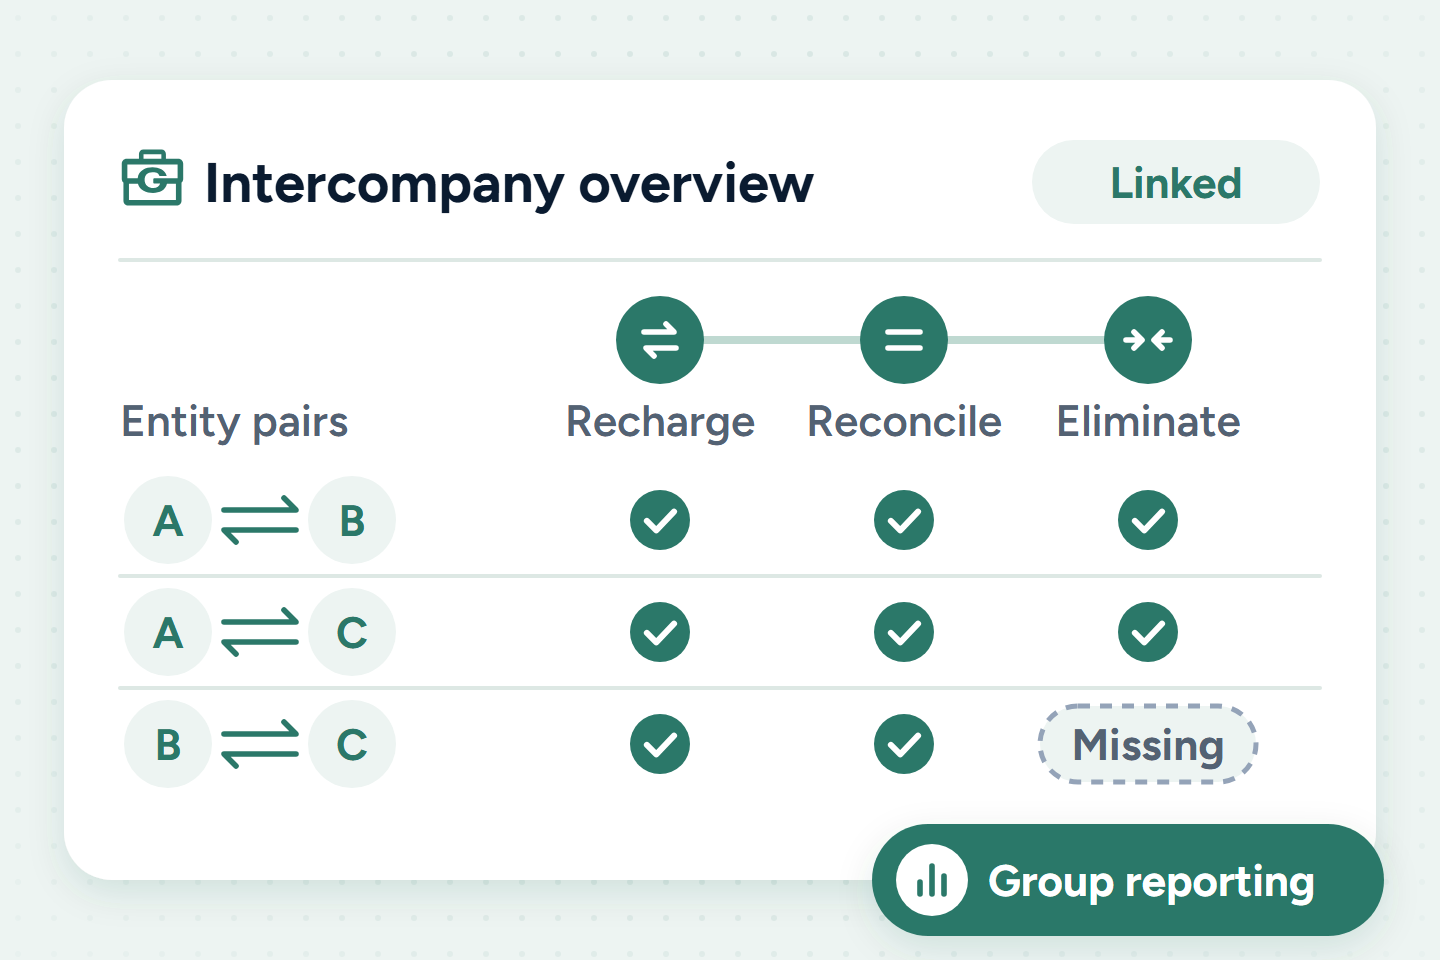 G
Intercompany overview
Linked
Entity pairs
Recharge
Reconcile
Eliminate
A
B
A
C
B
C
Missing
Group reporting